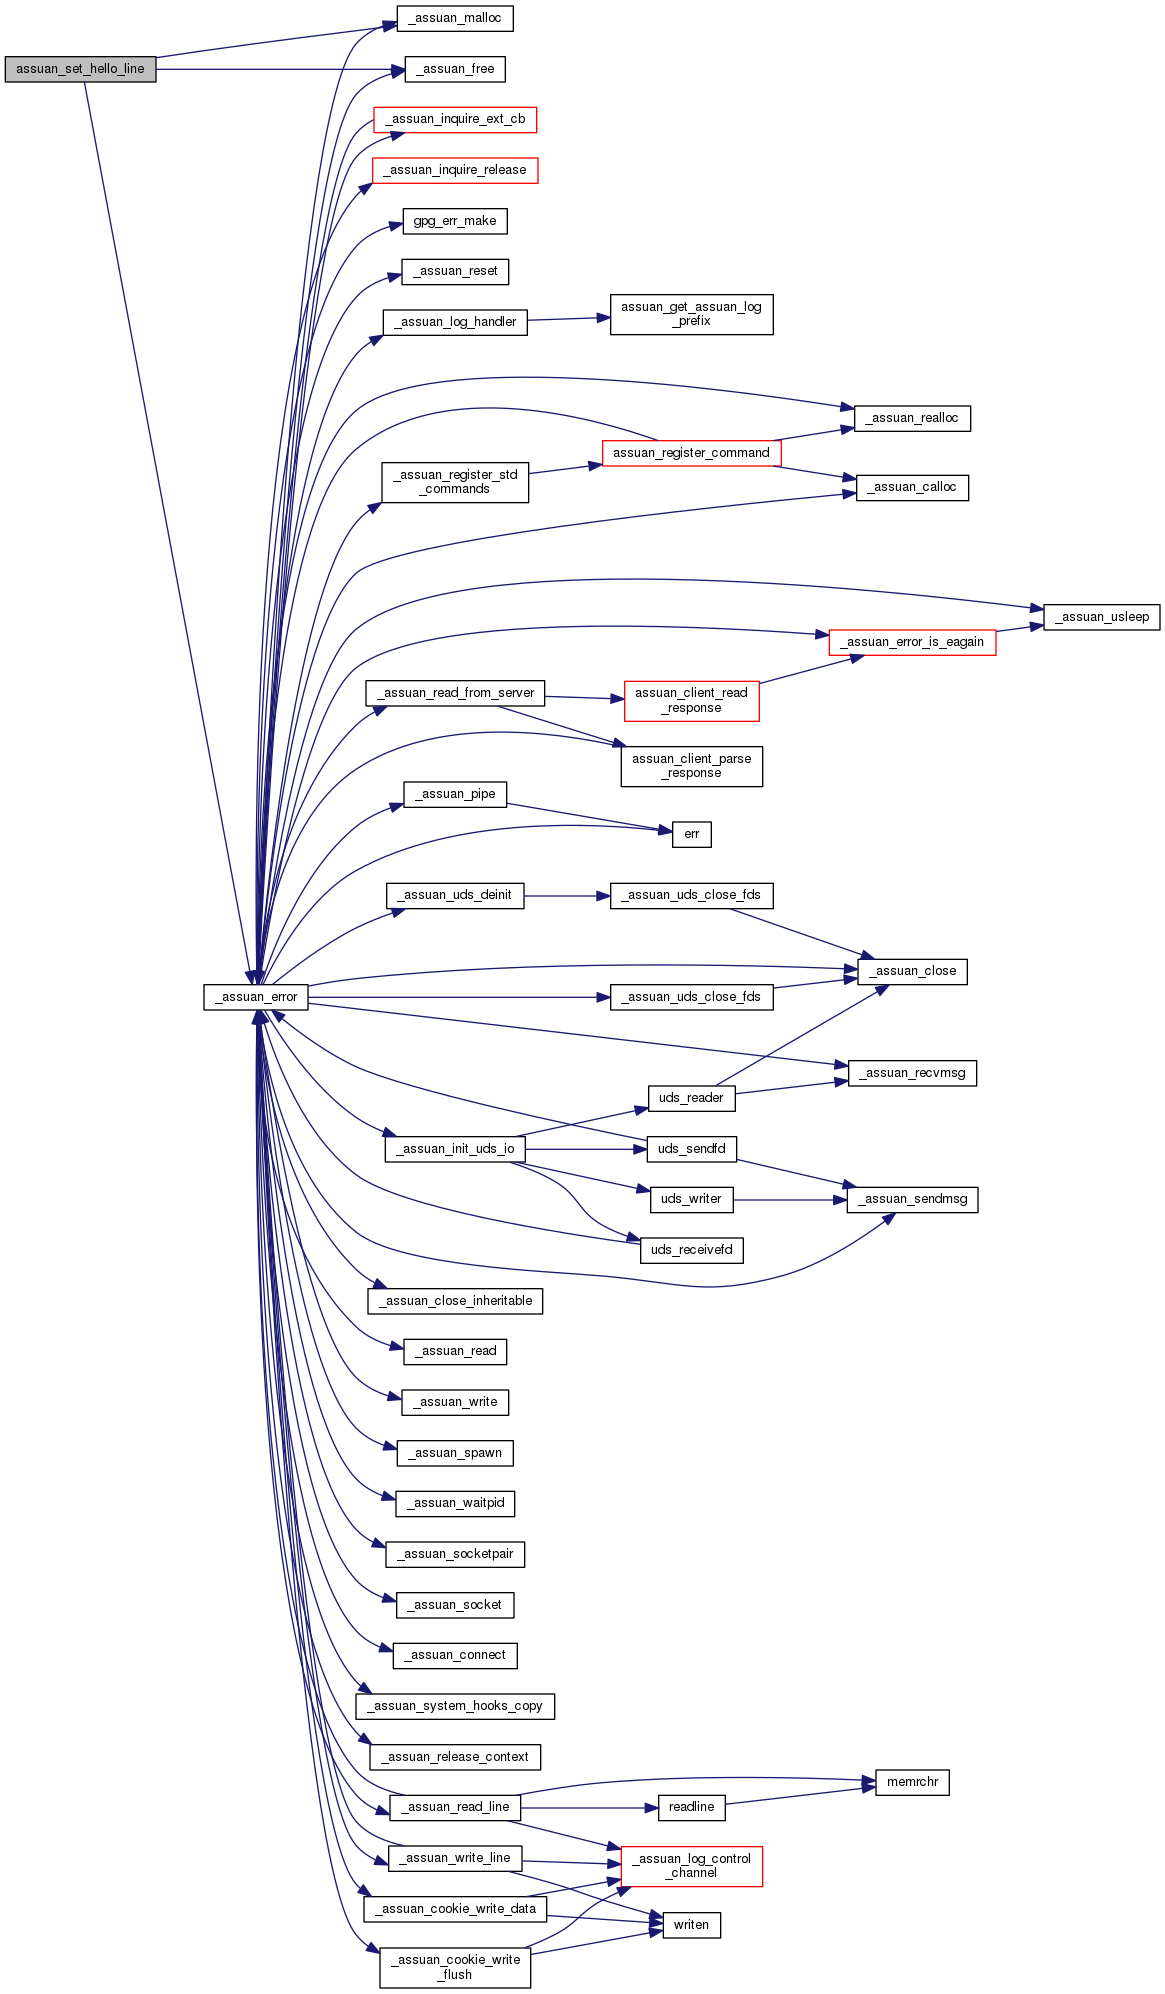 _assuan_malloc
assuan_set_hello_line
_assuan_free
_assuan_inquire_ext_cb
_assuan_inquire_release
gpg_err_make
_assuan_reset
_assuan_log_handler
assuan_get_assuan_log
_prefix
_assuan_realloc
assuan_register_command
_assuan_register_std
_commands
_assuan_calloc
_assuan_usleep
_assuan_error_is_eagain
_assuan_read_from_server
assuan_client_read
_response
assuan_client_parse
_response
_assuan_pipe
err
_assuan_uds_deinit
_assuan_uds_close_fds
_assuan_close
_assuan_error
_assuan_uds_close_fds
_assuan_recvmsg
uds_reader
_assuan_init_uds_io
uds_sendfd
uds_writer
_assuan_sendmsg
uds_receivefd
_assuan_close_inheritable
_assuan_read
_assuan_write
_assuan_spawn
_assuan_waitpid
_assuan_socketpair
_assuan_socket
_assuan_connect
_assuan_system_hooks_copy
_assuan_release_context
memrchr
_assuan_read_line
readline
_assuan_write_line
_assuan_log_control
_channel
_assuan_cookie_write_data
writen
_assuan_cookie_write
_flush